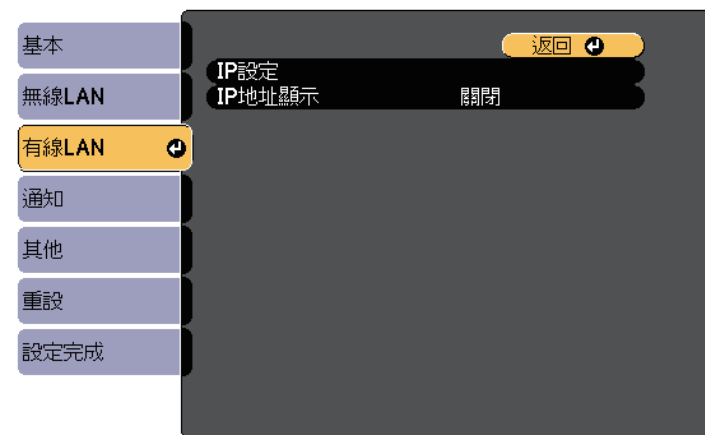 基本
無線LAN
有線LAN
通知
其他
重設
設定完成
返回
IP設定
IP地址顯示 關閉